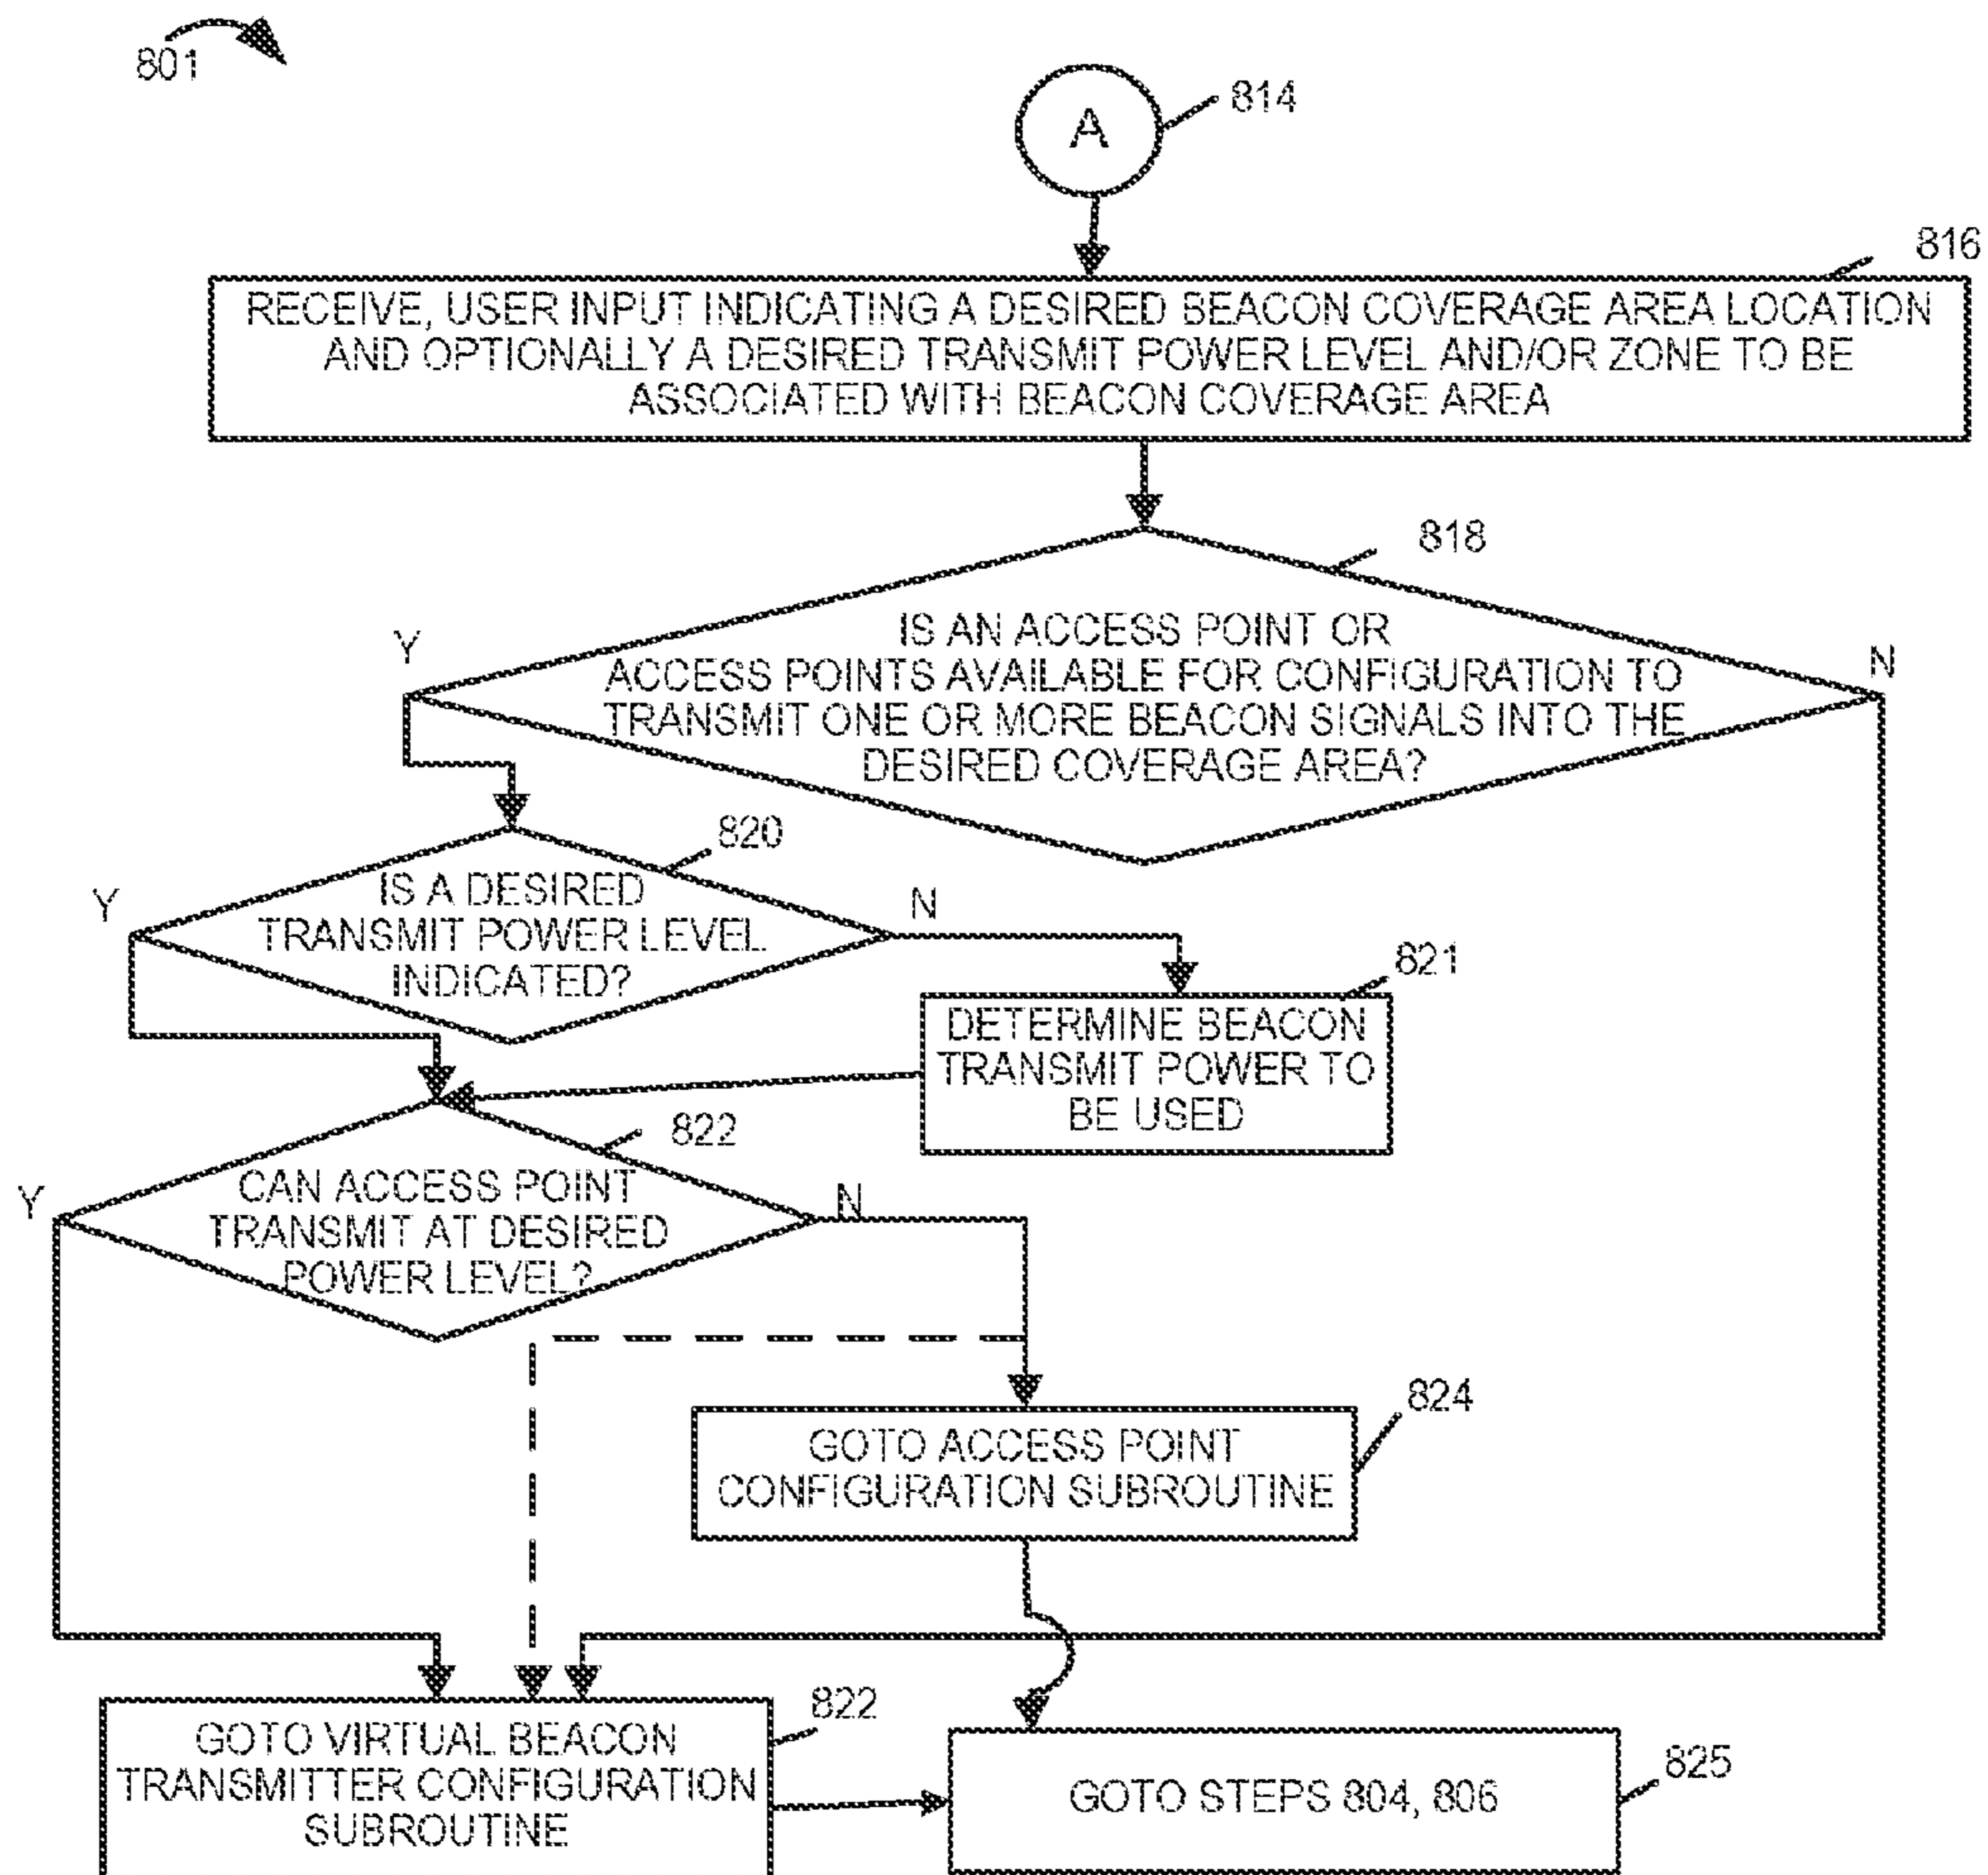 801
A
814
816
RECEIVE, USER INPUT INDICATING A DESIRED BEACON COVERAGE AREA LOCATION
AND OPTIONALLY A DESIRED TRANSMIT POWER LEVEL AND/OR ZONE TO BE
ASSOCIATED WITH BEACON COVERAGE AREA
818
Y
IS AN ACCESS POINT OR
ACCESS POINTS AVAILABLE FOR CONFIGURATION TO
TRANSMIT ONE OR MORE BEACON SIGNALS INTO THE
DESIRED COVERAGE AREA?
N
820
Y
IS A DESIRED
TRANSMIT POWER LEVEL
INDICATED?
N
821
DETERMINE BEACON
TRANSMIT POWER TO
BE USED
822
Y
CAN ACCESS POINT
TRANSMIT AT DESIRED
POWER LEVEL?
N
824
GOTO ACCESS POINT
CONFIGURATION SUBROUTINE
822
GOTO VIRTUAL BEACON
TRANSMITTER CONFIGURATION
SUBROUTINE
825
GOTO STEPS 804, 806